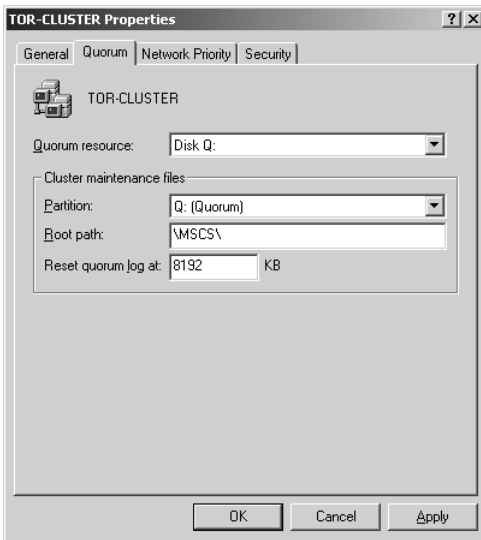 TOR-CLUSTER Properties
General Quorum Network Priority Security
TOR-CLUSTER
Quorum resource: Disk Q:
Cluster maintenance files
Partition: Q: (Quorum)
Root path: \MSCS\
Reset quorum log at: 8192 KB
OK Cancel Apply